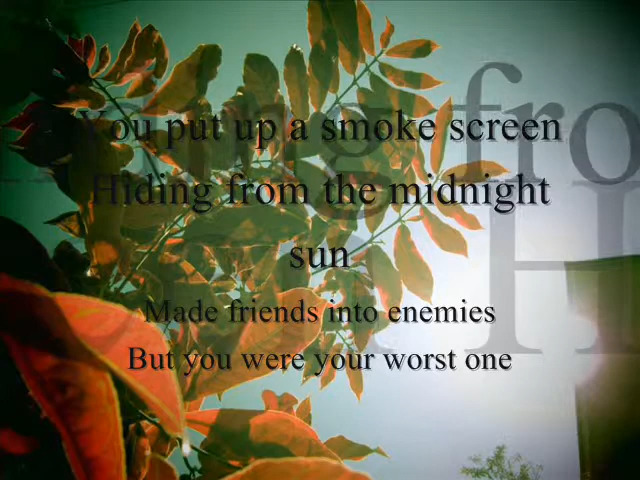 You put up a smoke screen
Hiding from the midnight
sun
Made friends into enemies
But you were your worst one